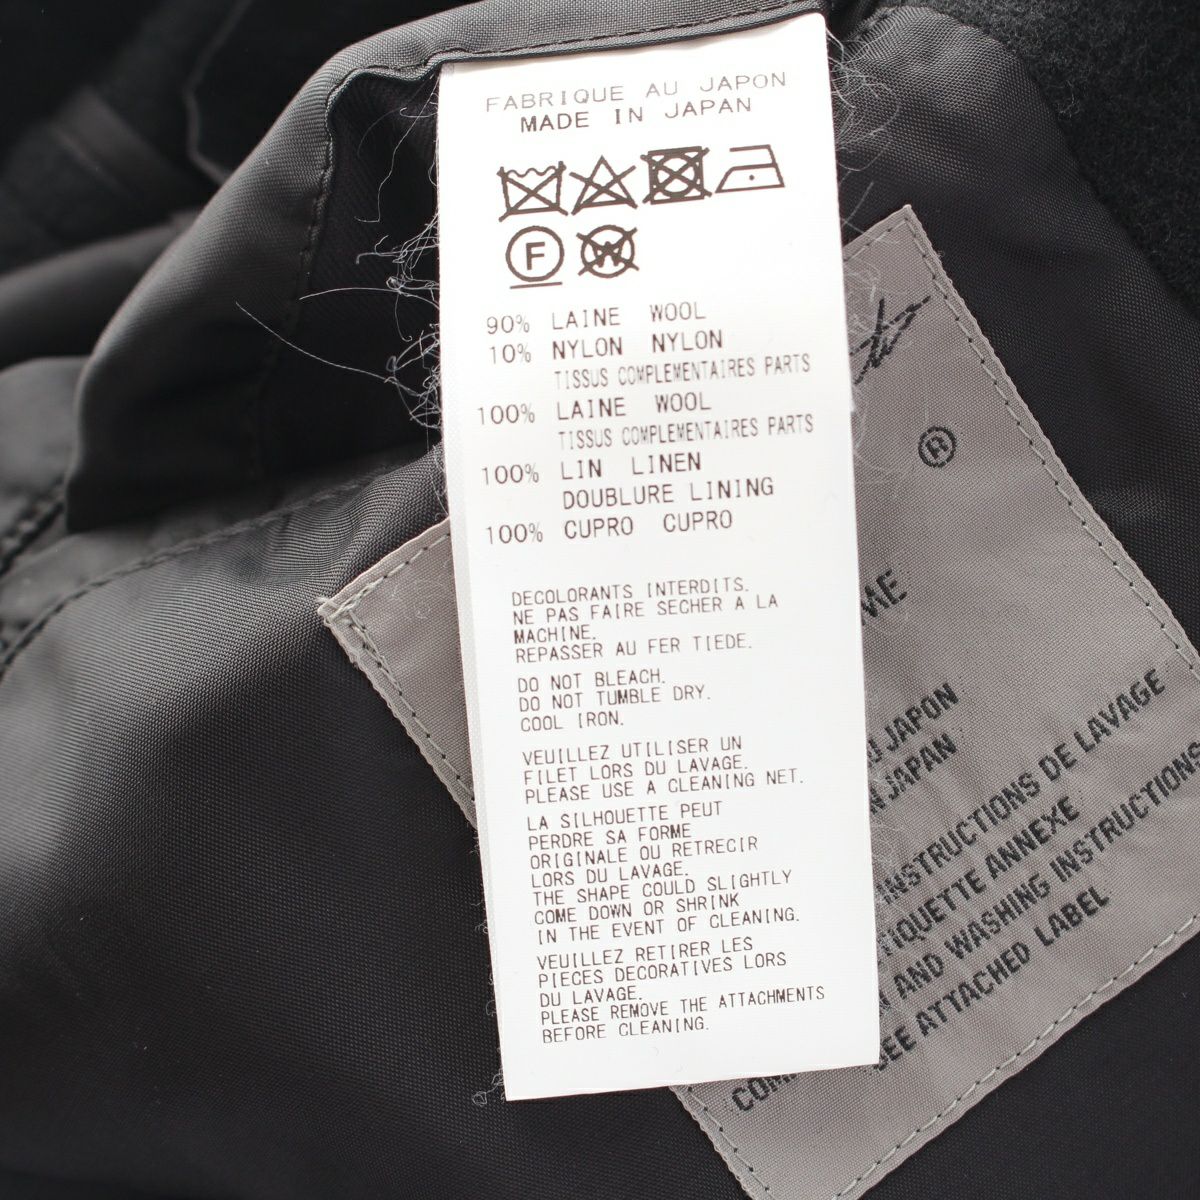 FABRIQUE AU JAPON
MADE IN JAPAN
F W
90% LAINE WOOL
10% NYLON NYLON
TISSUS COMPLEMENTAIRES PARTS
100% LAINE WOOL
TISSUS COMPLEMENTAIRES PARTS
100% LIN LINEN
DOUBLURE LINING
100% CUPRO CUPRO
DECOLORANTS INTERDITS.
NE PAS FAIRE SECHER A LA
MACHINE.
REPASSER AU FER TIEDE.
DO NOT BLEACH.
DO NOT TUMBLE DRY.
COOL IRON.
VEUILLEZ UTILISER UN
FILET LORS DU LAVAGE.
PLEASE USE A CLEANING NET.
LA SILHOUETTE PEUT
PERDRE SA FORME
ORIGINALE OU RETRECIR
LORS DU LAVAGE.
THE SHAPE COULD SLIGHTLY
COME DOWN OR SHRINK
IN THE EVENT OF CLEANING.
VEUILLEZ RETIRER LES
PIECES DECORATIVES LORS
DU LAVAGE.
PLEASE REMOVE THE ATTACHMENTS
BEFORE CLEANING.
®
ME
JAPON
JAPAN
INSTRUCTIONS DE LAVAGE
TIQUETTE ANNEXE
AND WASHING INSTRUCTIONS
SEE ATTACHED LABEL